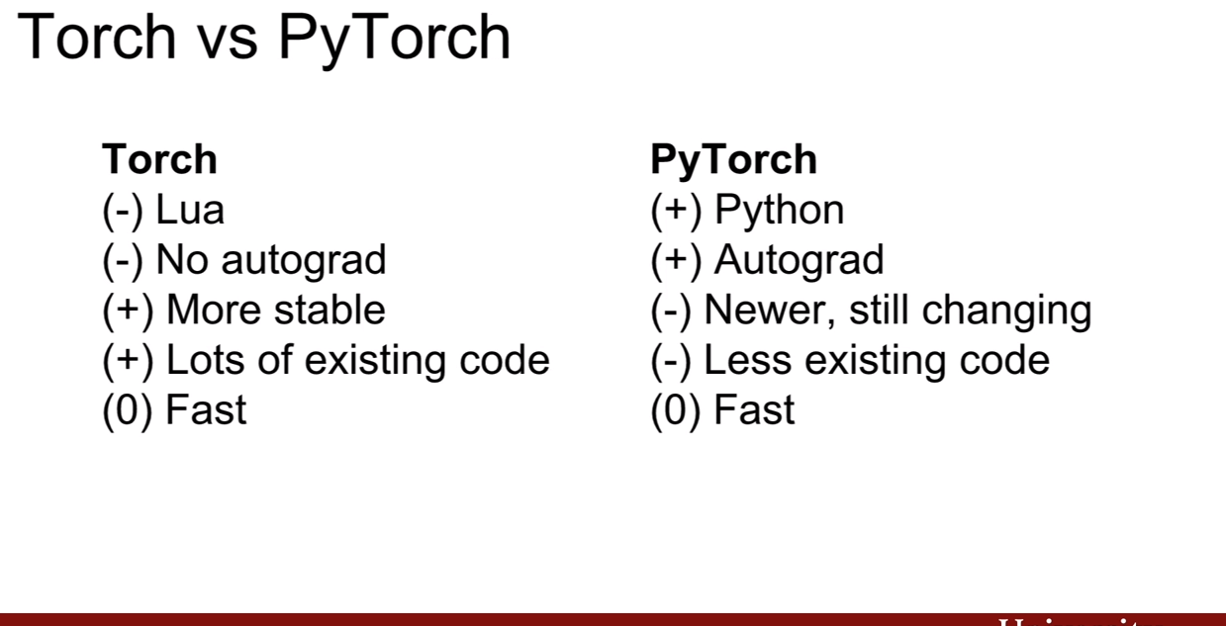 Torch vs PyTorch
Torch
(-) Lua
(-) No autograd
(+) More stable
(+) Lots of existing code
(0) Fast
PyTorch
(+) Python
(+) Autograd
(-) Newer, still changing
(-) Less existing code
(0) Fast